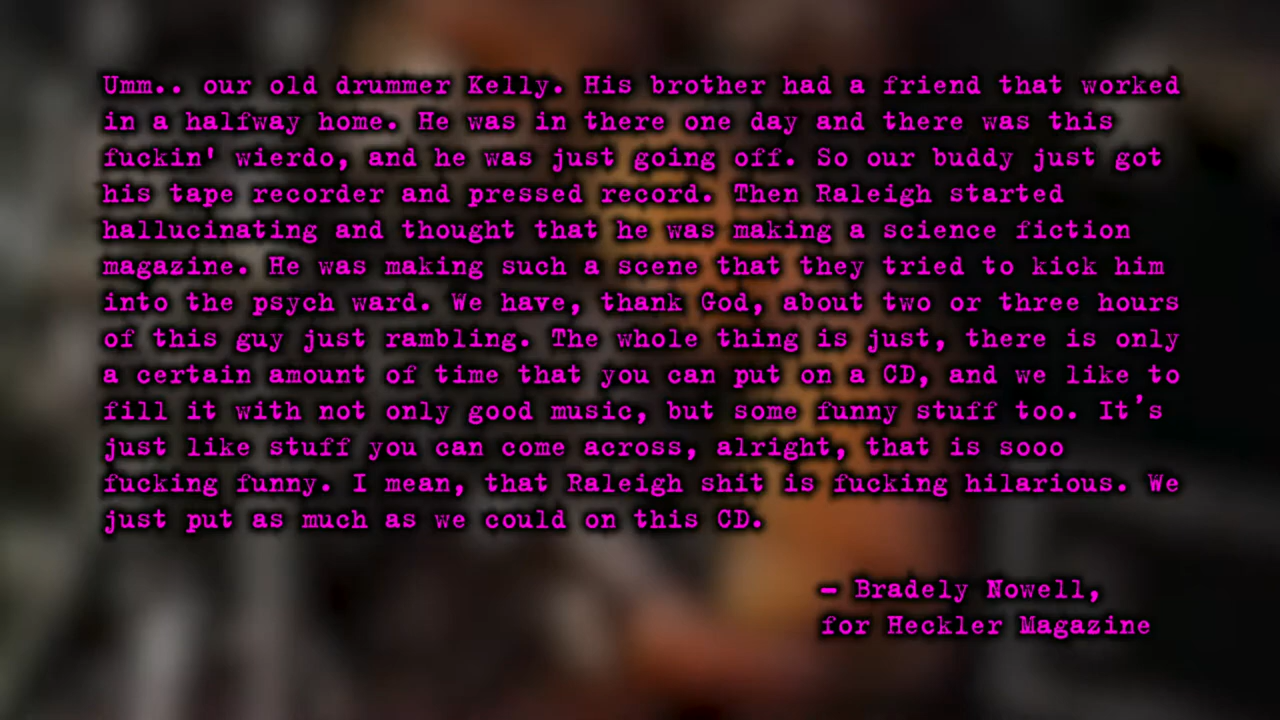 Umm.. our old drummer Kelly. His brother had a friend that worked
in a halfway home. He was in there one day and there was this
fuckin' wierdo, and he was just going off. So our buddy just got
his tape recorder and pressed record. Then Raleigh started
hallucinating and thought that he was making a science fiction
magazine. He was making such a scene that they tried to kick him
into the psych ward. We have, thank God, about two or three hours
of this guy just rambling. The whole thing is just, there is only
a certain amount of time that you can put on a CD, and we like to
fill it with not only good music, but some funny stuff too. It's
just like stuff you can come across, alright, that is sooo
fucking funny. I mean, that Raleigh shit is fucking hilarious. We
just put as much as we could on this CD.
— Bradely Nowell,
for Heckler Magazine